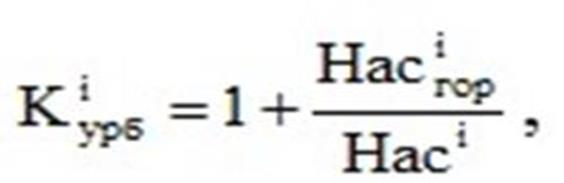 К^i_урб = 1 + Нас^i_гор / Нас^i ,